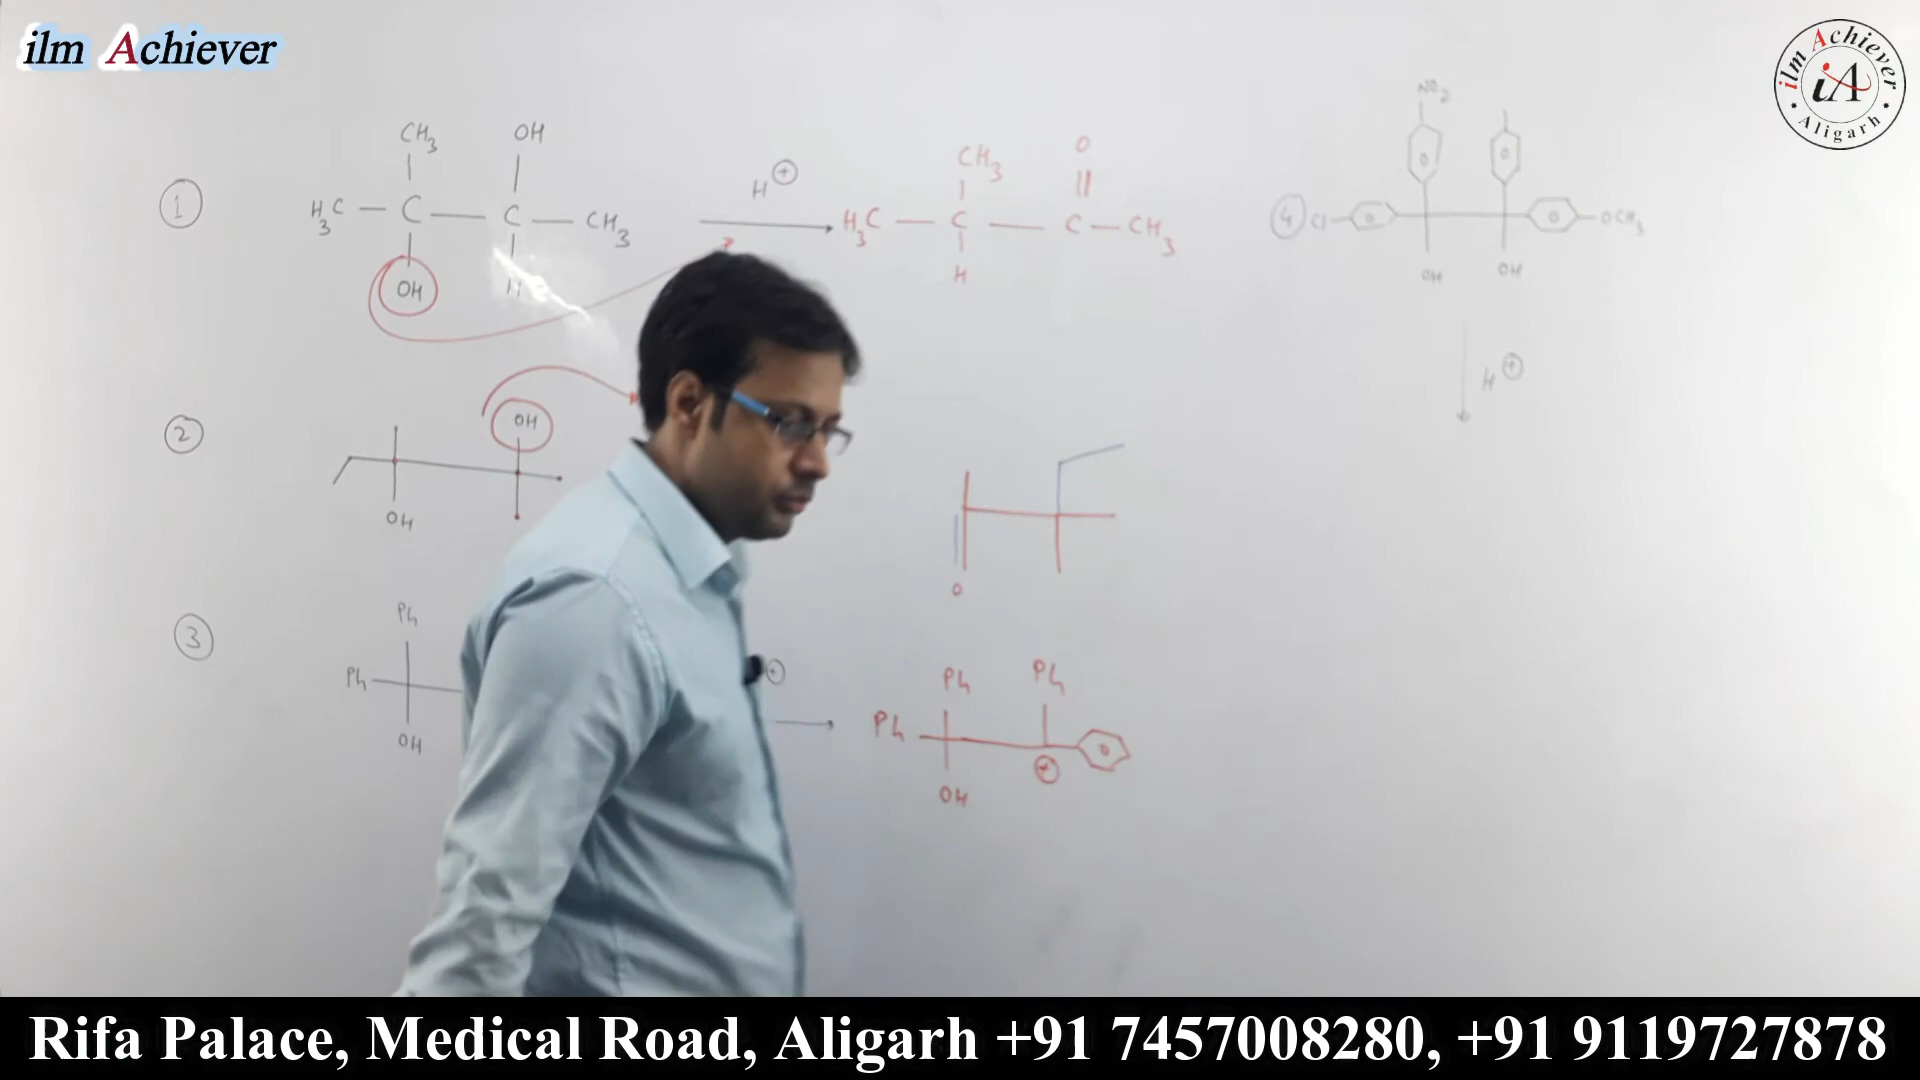 ilm Achiever
ilm Achiever
iA
Aligarh
1
CH3 OH
H3C — C — C — CH3
OH H
H⊕
CH3 O
H3C — C — C — CH3
H
4
NO2
Cl OCH3
OH OH
H⊕
2
OH
OH
O
3
Ph
Ph
OH
⊕
Ph Ph
Ph
⊕
OH
Rifa Palace, Medical Road, Aligarh +91 7457008280, +91 9119727878